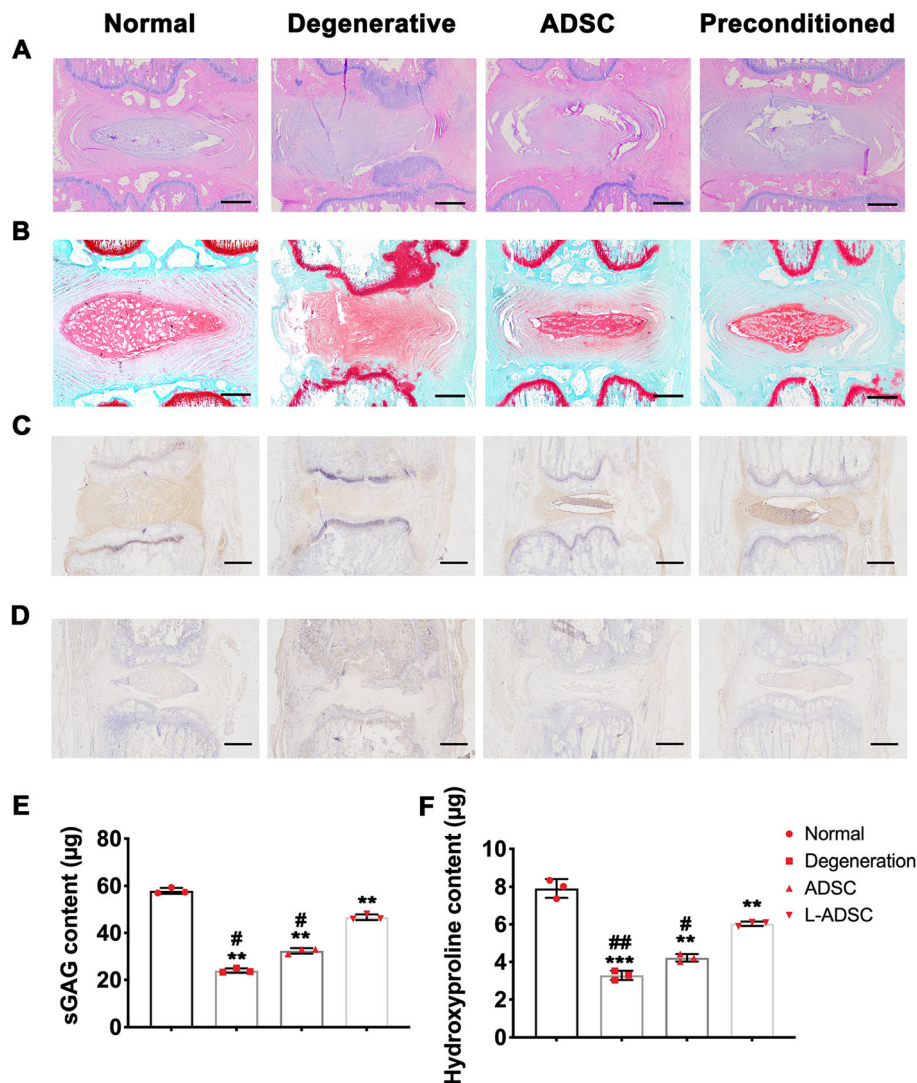 Normal Degenerative ADSC Preconditioned
A
B
C
D
E
sGAG content (µg)
80
60
40
20
0
#
**
#
**
**
F
Hydroxyproline content (µg)
10
8
6
4
2
0
##
***
#
**
**
Normal
Degeneration
ADSC
L-ADSC